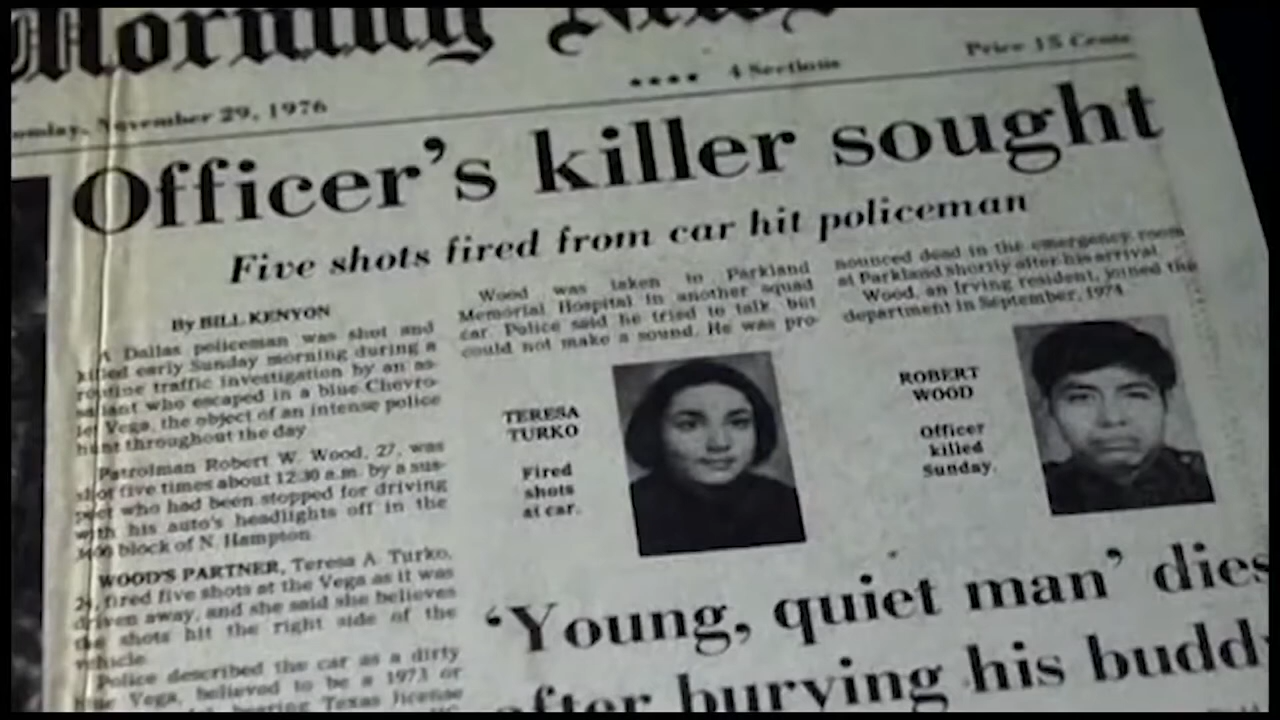 Morning News
November 29, 1976
**** 4 Sections
Price 15 Cents
Officer's killer sought
Five shots fired from car hit policeman
By BILL KENYON
A Dallas policeman was shot and
killed early Sunday morning during a
routine traffic investigation by an as-
sailant who escaped in a blue Chevro-
let Vega, the object of an intense police
hunt throughout the day.
Patrolman Robert W. Wood, 27, was
shot five times about 12:30 a.m. by a sus-
pect who had been stopped for driving
with his auto's headlights off in the
block of N. Hampton.
WOOD'S PARTNER, Teresa A. Turko,
fired five shots at the Vega as it was
driven away, and she said she believes
the shots hit the right side of the
vehicle.
Police described the car as a dirty
blue Vega, believed to be a 1973 or
bearing Texas license
Wood was taken to Parkland
Memorial Hospital in another squad
car. Police said he tried to talk, but
could not make a sound. He was pro-
nounced dead in the emergency room
at Parkland shortly after his arrival.
Wood, an Irving resident, joined the
department in September, 1974.
TERESA
TURKO
Fired
shots
at car.
ROBERT
WOOD
Officer
killed
Sunday.
'Young, quiet man' dies
after burying his buddy